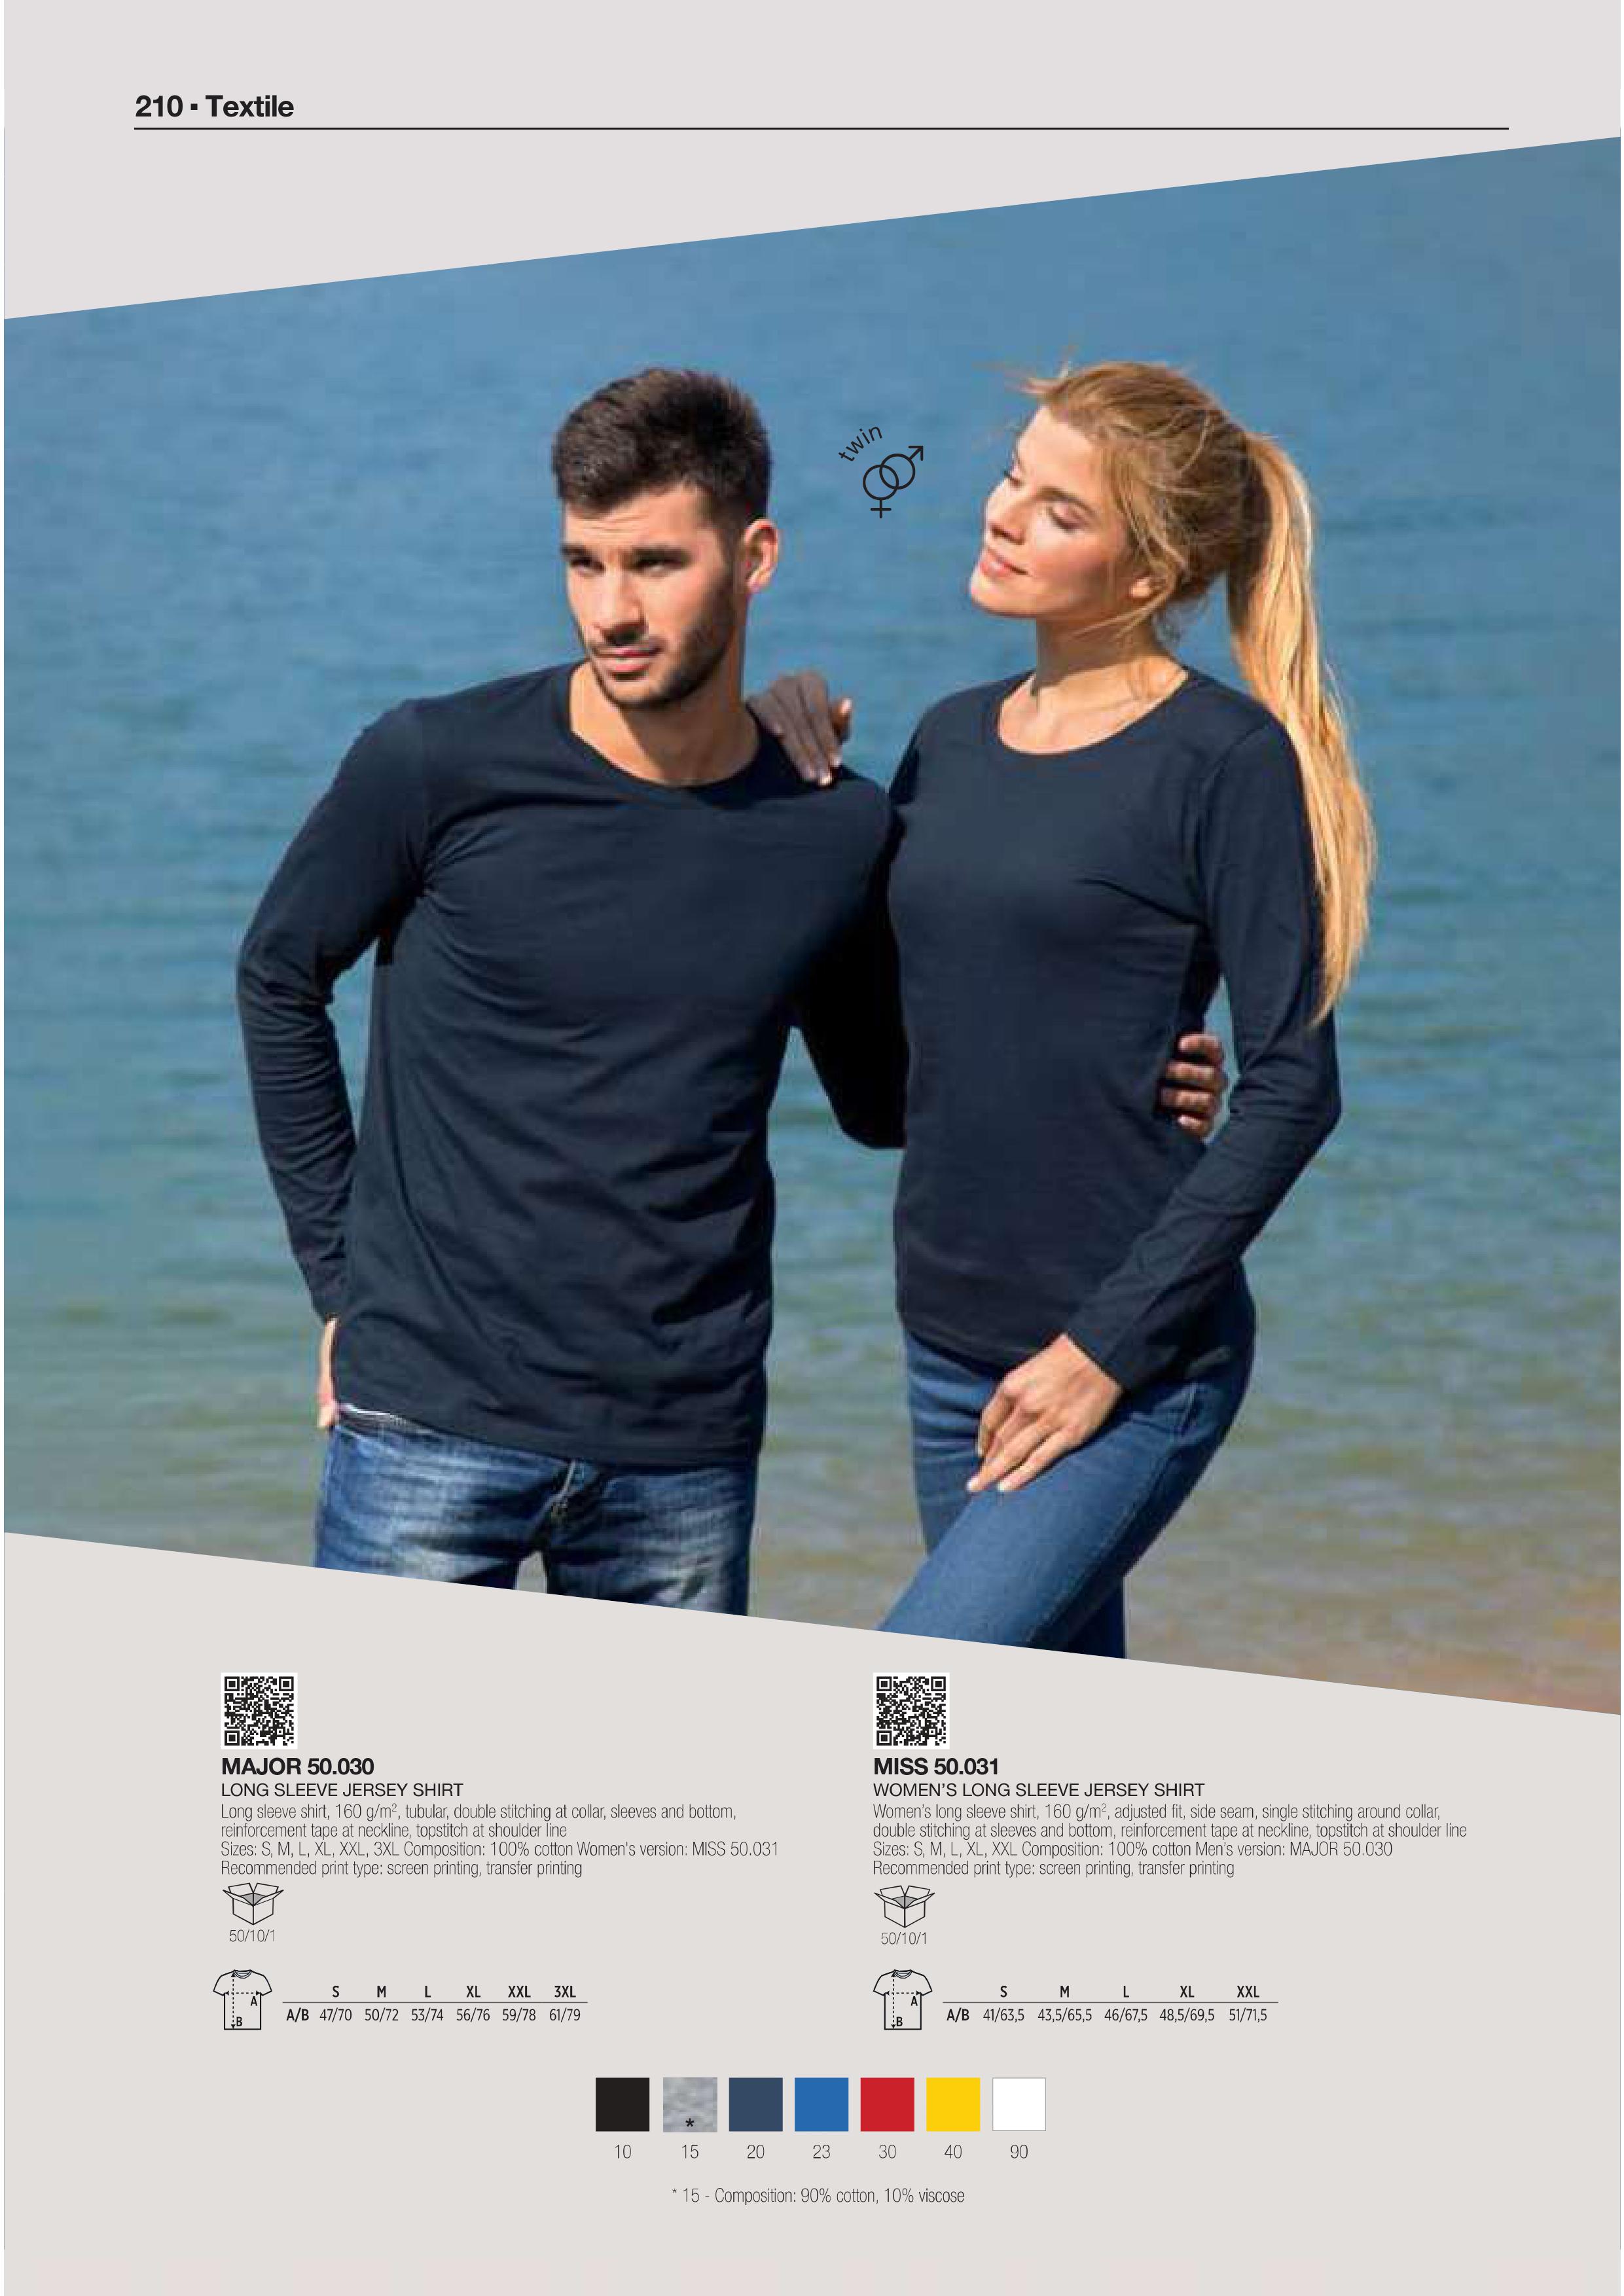 210 ▪ Textile
twin
MAJOR 50.030
LONG SLEEVE JERSEY SHIRT
Long sleeve shirt, 160 g/m², tubular, double stitching at collar, sleeves and bottom,
reinforcement tape at neckline, topstitch at shoulder line
Sizes: S, M, L, XL, XXL, 3XL Composition: 100% cotton Women's version: MISS 50.031
Recommended print type: screen printing, transfer printing
50/10/1
A
B
S M L XL XXL 3XL
A/B 47/70 50/72 53/74 56/76 59/78 61/79
MISS 50.031
WOMEN'S LONG SLEEVE JERSEY SHIRT
Women's long sleeve shirt, 160 g/m², adjusted fit, side seam, single stitching around collar,
double stitching at sleeves and bottom, reinforcement tape at neckline, topstitch at shoulder line
Sizes: S, M, L, XL, XXL Composition: 100% cotton Men's version: MAJOR 50.030
Recommended print type: screen printing, transfer printing
50/10/1
A
B
S M L XL XXL
A/B 41/63,5 43,5/65,5 46/67,5 48,5/69,5 51/71,5
*
10 15 20 23 30 40 90
* 15 - Composition: 90% cotton, 10% viscose